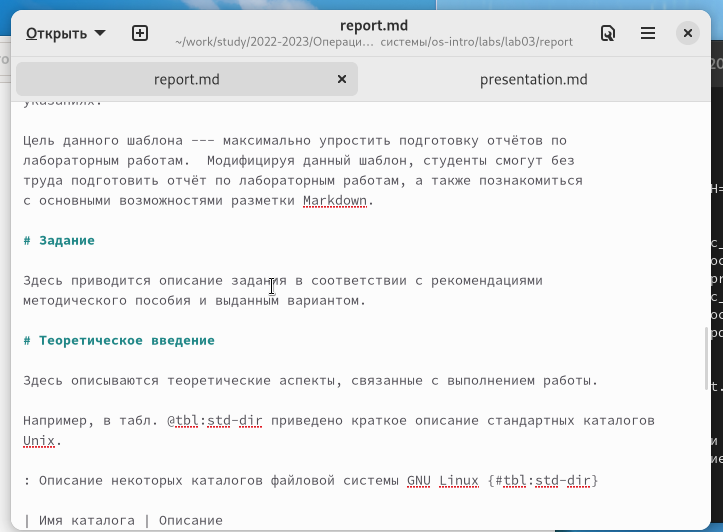 report.md
Открыть
~/work/study/2022-2023/Операци… системы/os-intro/labs/lab03/report
report.md
presentation.md
указаниях.
Цель данного шаблона --- максимально упростить подготовку отчётов по
лабораторным работам.  Модифицируя данный шаблон, студенты смогут без
труда подготовить отчёт по лабораторным работам, а также познакомиться
с основными возможностями разметки Markdown.
# Задание
Здесь приводится описание задания в соответствии с рекомендациями
методического пособия и выданным вариантом.
# Теоретическое введение
Здесь описываются теоретические аспекты, связанные с выполнением работы.
Например, в табл. @tbl:std-dir приведено краткое описание стандартных каталогов
Unix.
: Описание некоторых каталогов файловой системы GNU Linux {#tbl:std-dir}
| Имя каталога | Описание